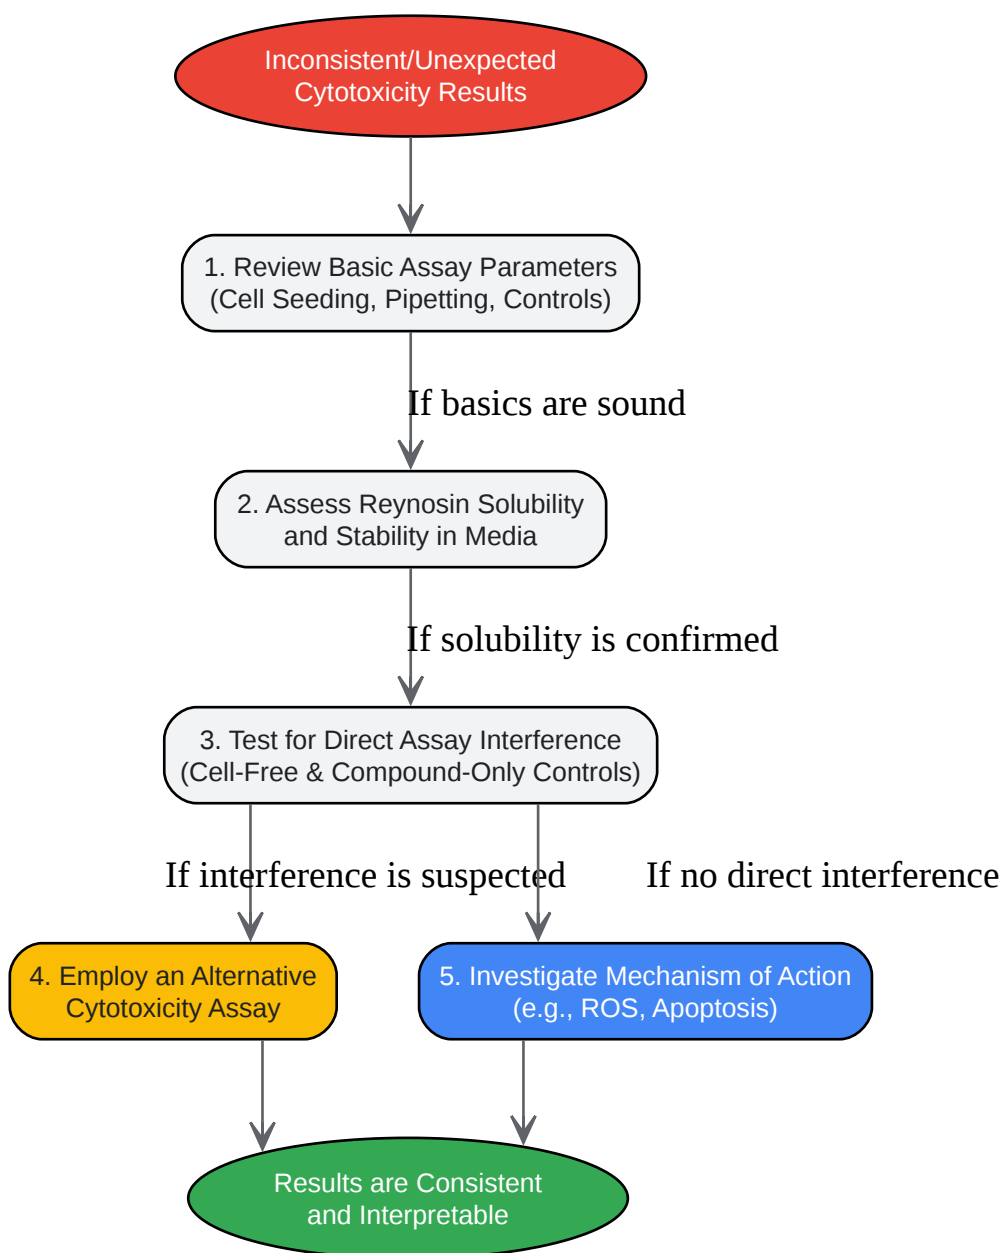 Inconsistent/Unexpected
Cytotoxicity Results
1. Review Basic Assay Parameters
(Cell Seeding, Pipetting, Controls)
If basics are sound
2. Assess Reynosin Solubility
and Stability in Media
If solubility is confirmed
3. Test for Direct Assay Interference
(Cell-Free & Compound-Only Controls)
If interference is suspected
If no direct interference
4. Employ an Alternative
Cytotoxicity Assay
5. Investigate Mechanism of Action
(e.g., ROS, Apoptosis)
Results are Consistent
and Interpretable